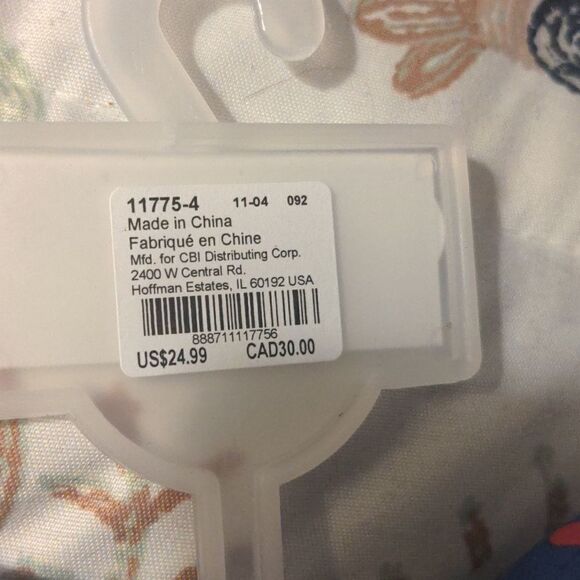 11775-4 11-04 092
Made in China
Fabriqué en Chine
Mfd. for CBI Distributing Corp.
2400 W Central Rd.
Hoffman Estates, IL 60192 USA
888711117756
US$24.99 CAD30.00